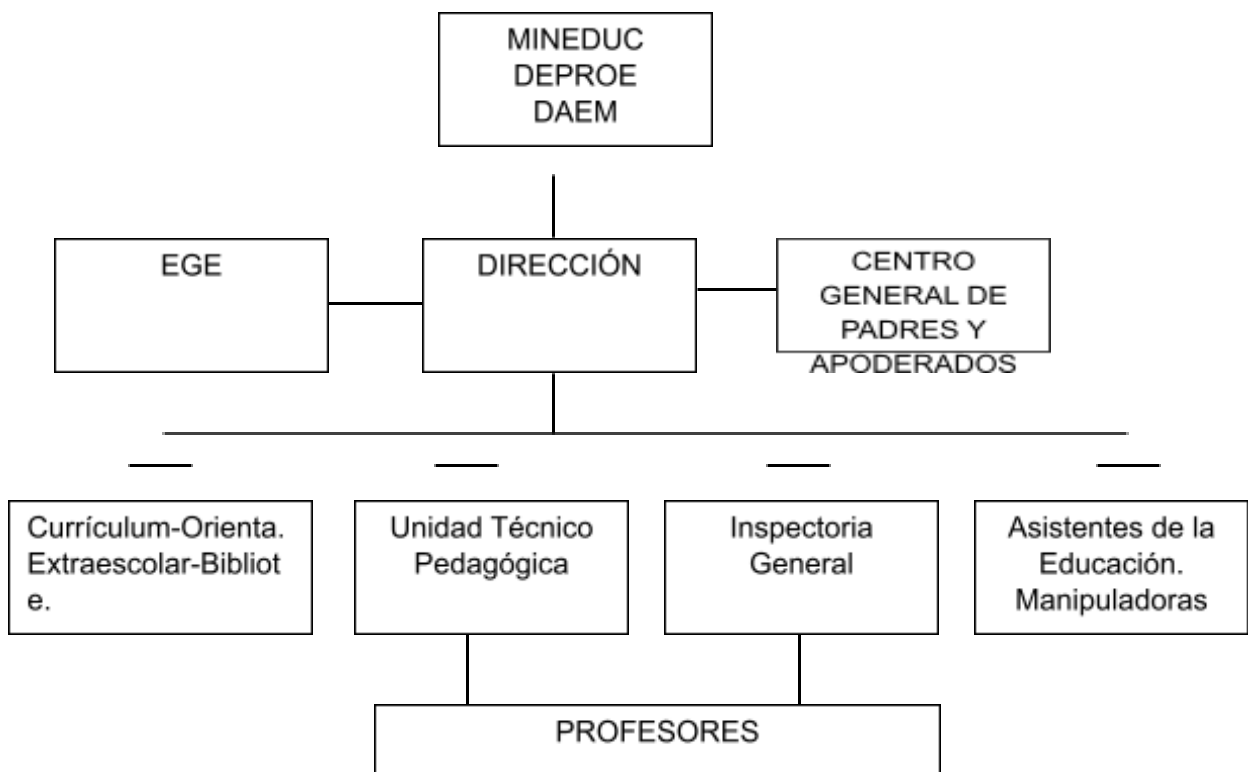 MINEDUC
DEPROE
DAEM
EGE
DIRECCIÓN
CENTRO
GENERAL DE
PADRES Y
APODERADOS
Currículum-Orienta.
Extraescolar-Bibliot
e.
Unidad Técnico
Pedagógica
Inspectoria
General
Asistentes de la
Educación.
Manipuladoras
PROFESORES